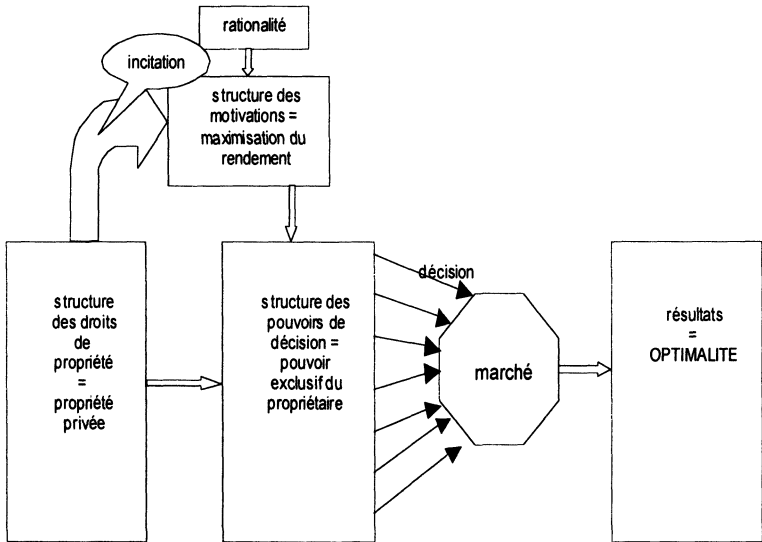 rationalité
incitation
structure des
motivations =
maximisation du
rendement
structure
des droits
de
propriété
=
propriété
privée
structure des
pouvoirs de
décision =
pouvoir
exclusif du
propriétaire
décision
marché
résultats
=
OPTIMALITE